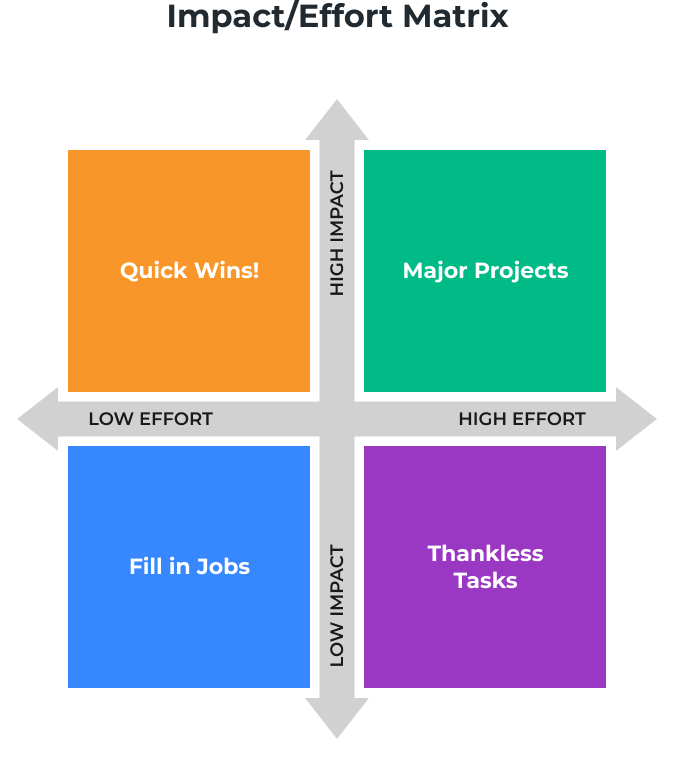 Impact/Effort Matrix
HIGH IMPACT
Quick Wins!
Major Projects
LOW EFFORT
HIGH EFFORT
Fill in Jobs
Thankless
Tasks
LOW IMPACT